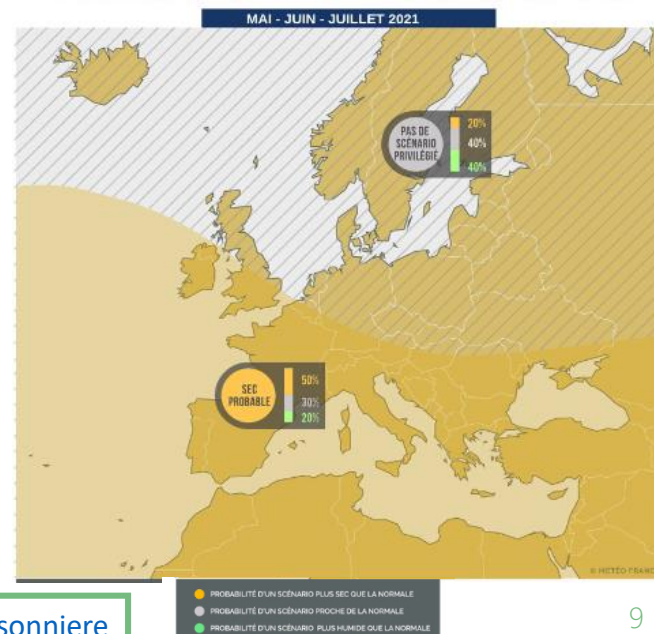 MAI - JUIN - JUILLET 2021
PAS DE
SCÉNARIO
PRIVILÉGIÉ
20%
40%
40%
SEC
PROBABLE
50%
30%
20%
© MÉTÉO FRANC
PROBABILITÉ D'UN SCÉNARIO PLUS SEC QUE LA NORMALE
PROBABILITÉ D'UN SCÉNARIO PROCHE DE LA NORMALE
PROBABILITÉ D'UN SCÉNARIO PLUS HUMIDE QUE LA NORMALE
sonniere
9